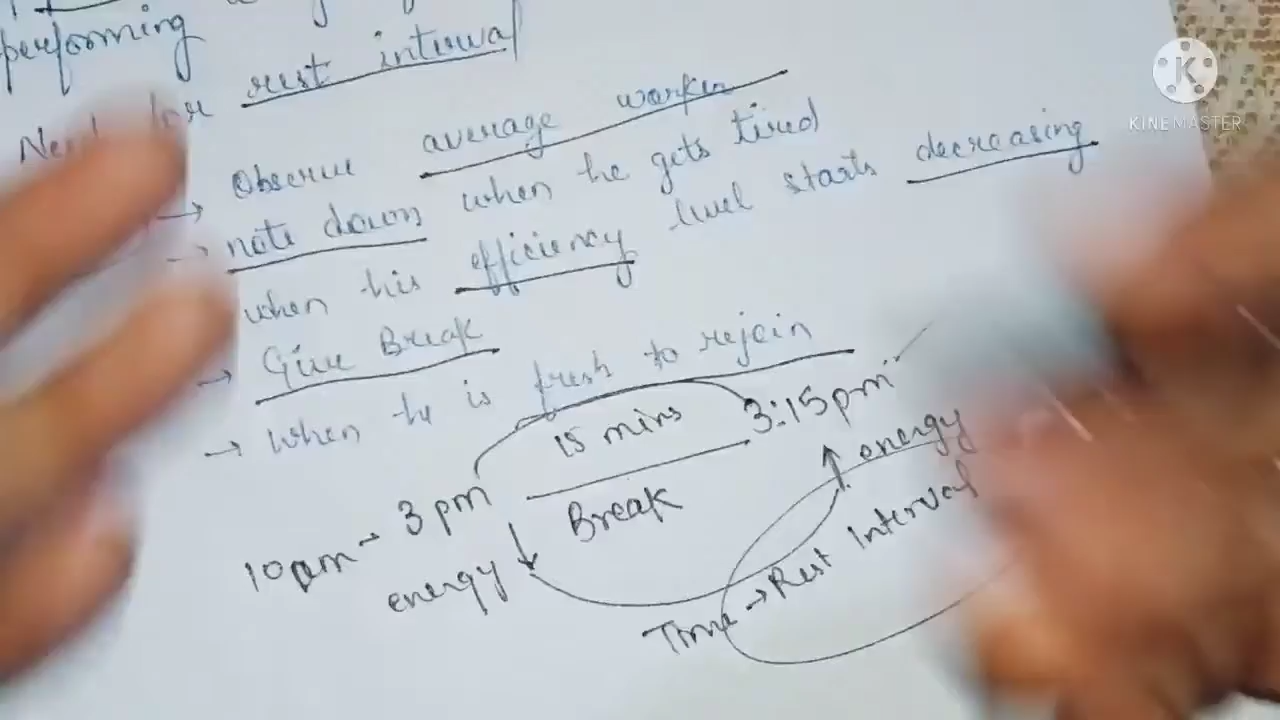 performing
rest interval
Observe average worker
→ note down when he gets tired
when his efficiency level starts decreasing
→ Give Break
→ when he is fresh to rejoin
15 mins 3:15pm
10am - 3pm Break ↑ energy
energy ↓
Time → Rest Interval
KINEMASTER